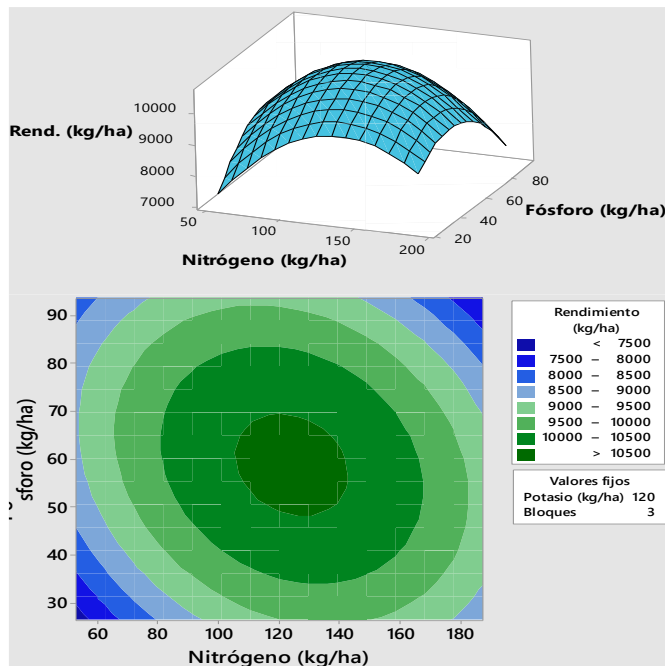 10000
Rend. (kg/ha)
9000
8000
7000
50
100
150
200
20
40
60
80
Fósforo (kg/ha)
Nitrógeno (kg/ha)
90
80
70
60
50
40
30
sforo (kg/ha)
60 80 100 120 140 160 180
Nitrógeno (kg/ha)
Rendimiento
(kg/ha)
< 7500
7500 – 8000
8000 – 8500
8500 – 9000
9000 – 9500
9500 – 10000
10000 – 10500
> 10500
Valores fijos
Potasio (kg/ha) 120
Bloques 3